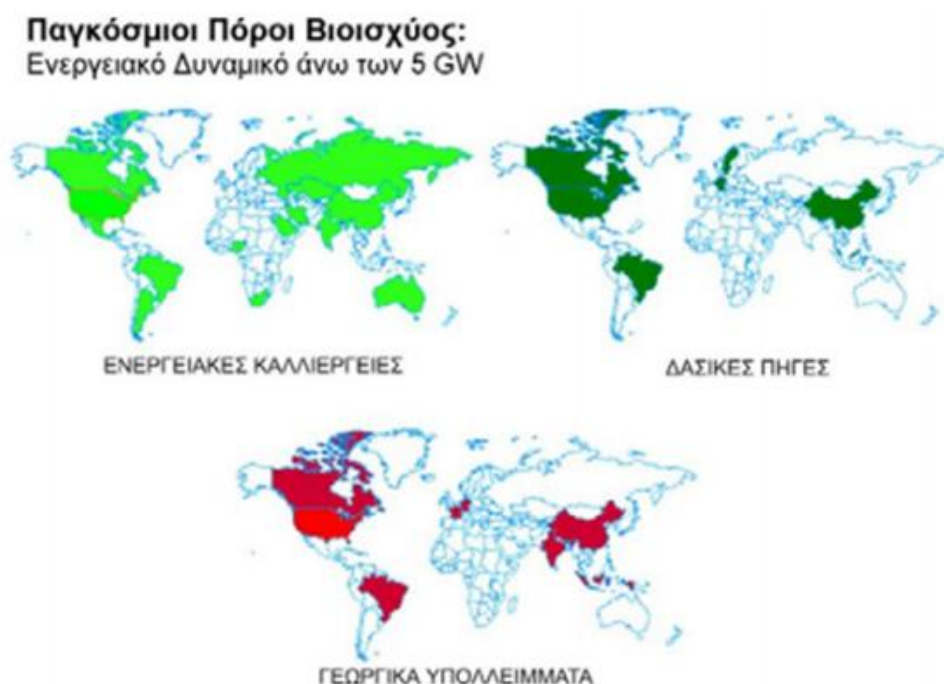 Παγκόσμιοι Πόροι Βιοισχύος:
Ενεργειακό Δυναμικό άνω των 5 GW
ΕΝΕΡΓΕΙΑΚΕΣ ΚΑΛΛΙΕΡΓΕΙΕΣ
ΔΑΣΙΚΕΣ ΠΗΓΕΣ
ΓΕΩΡΓΙΚΑ ΥΠΟΛΛΕΙΜΜΑΤΑ